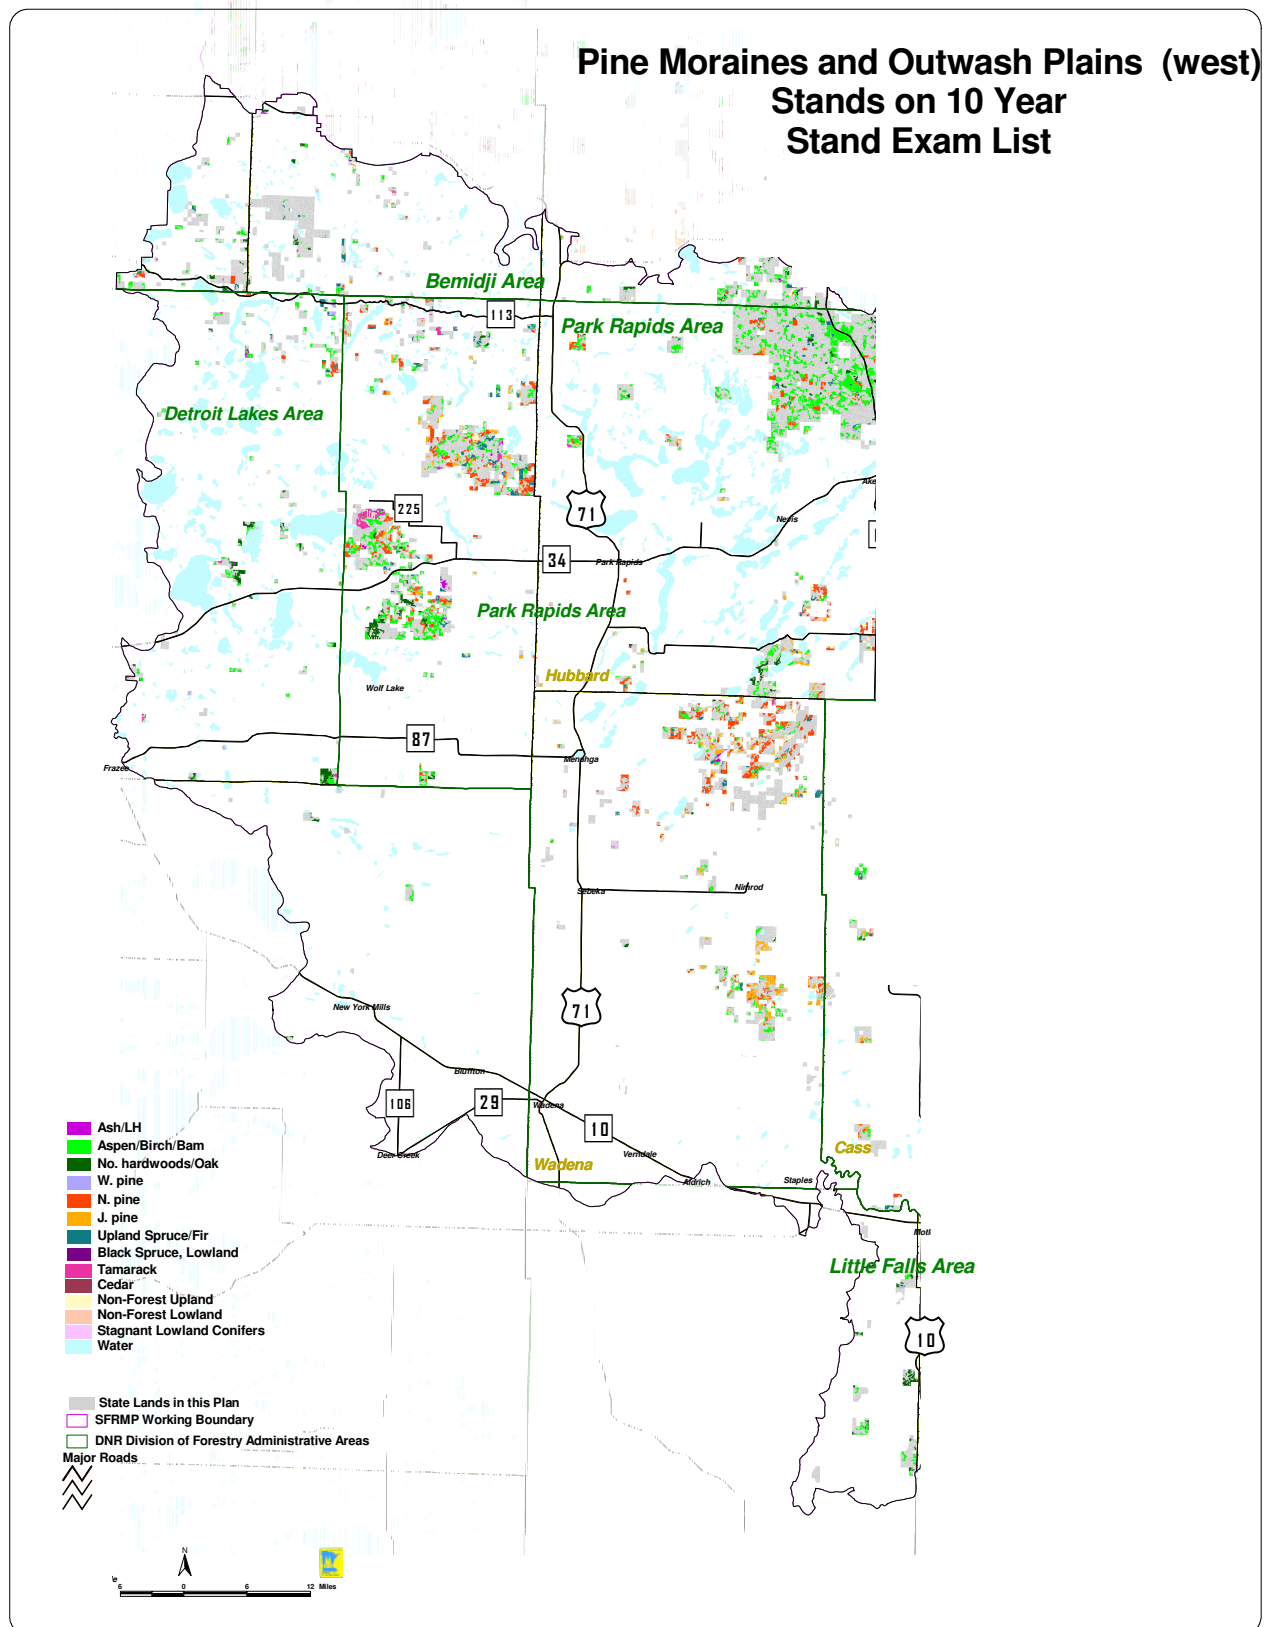 Pine Moraines and Outwash Plains (west)
Stands on 10 Year
Stand Exam List
Bemidji Area
113
Park Rapids Area
Detroit Lakes Area
225
71
Nevis
34
Park Rapids
Park Rapids Area
Hubbard
Wolf Lake
87
Frazee
Menahga
Sebeka
Nimrod
New York Mills
71
Bluffton
106
29
Wadena
10
Deer Creek
Verndale
Wadena
Cass
Aldrich
Staples
Motl
Little Falls Area
10
Ash/LH
Aspen/Birch/Bam
No. hardwoods/Oak
W. pine
N. pine
J. pine
Upland Spruce/Fir
Black Spruce, Lowland
Tamarack
Cedar
Non-Forest Upland
Non-Forest Lowland
Stagnant Lowland Conifers
Water
State Lands in this Plan
SFRMP Working Boundary
DNR Division of Forestry Administrative Areas
Major Roads
N
6 0 6 12 Miles